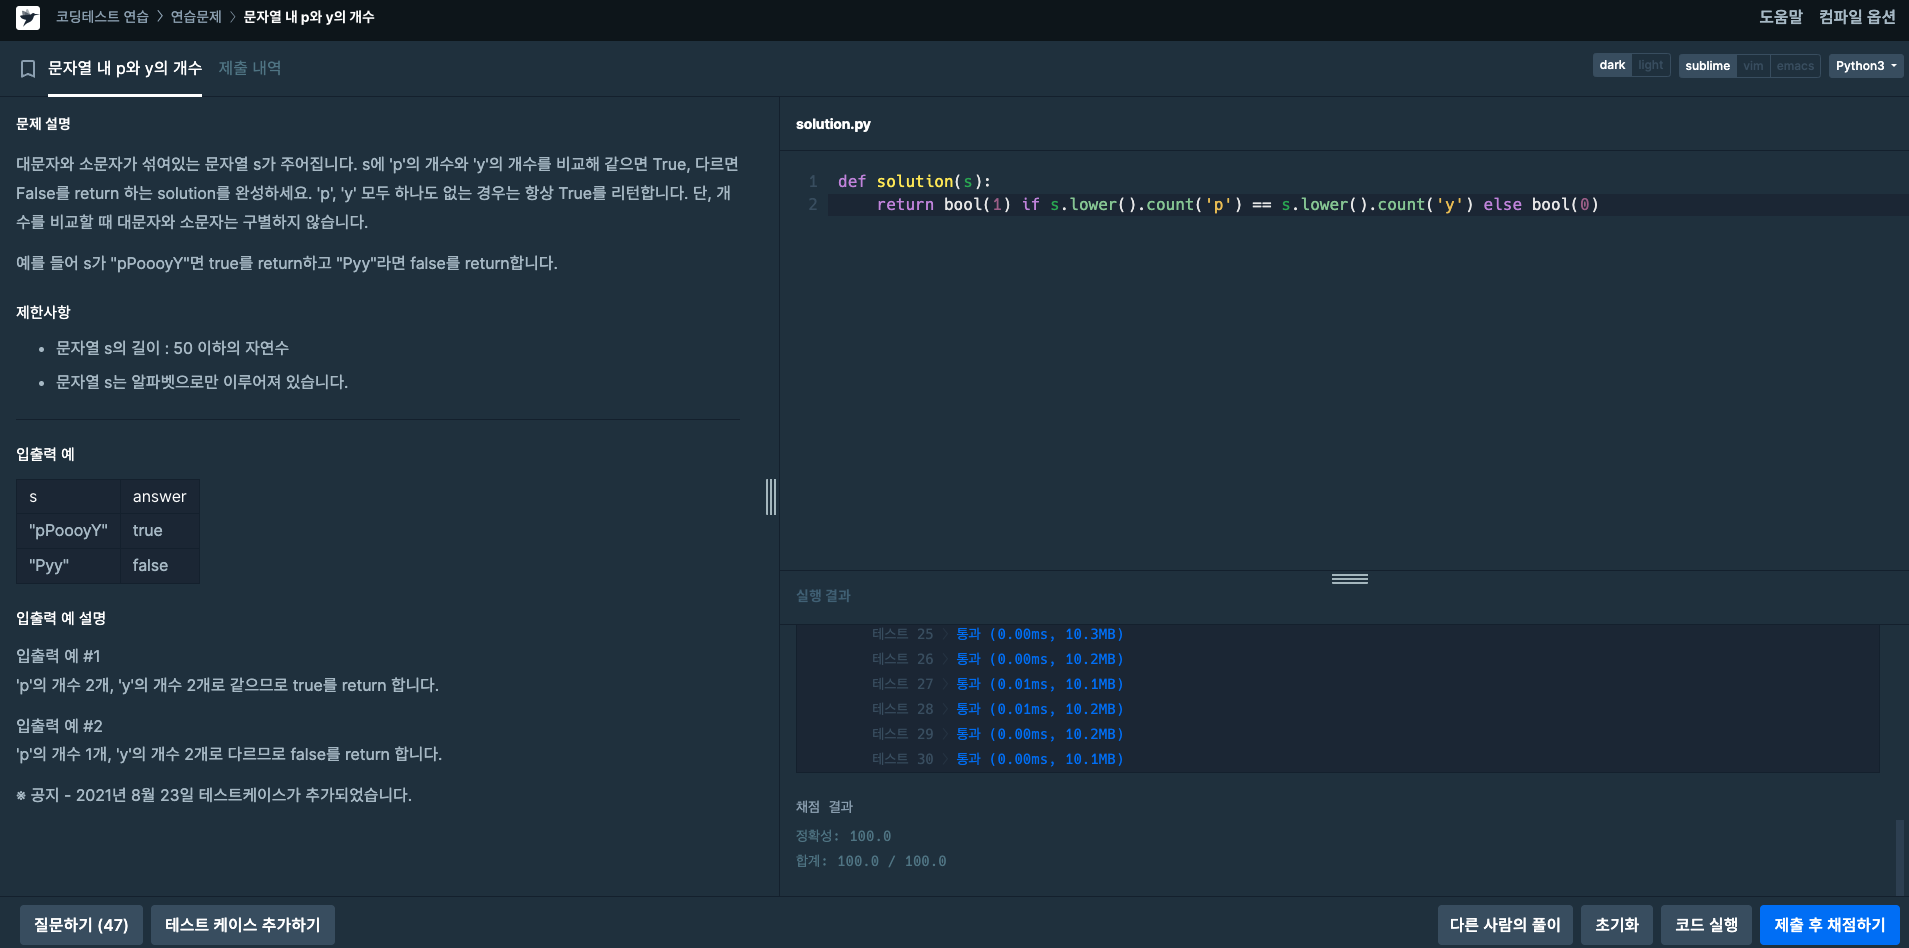 코딩테스트 연습 > 연습문제 > 문자열 내 p와 y의 개수
도움말 컴파일 옵션
문자열 내 p와 y의 개수 제출 내역
dark light sublime vim emacs Python3
문제 설명
대문자와 소문자가 섞여있는 문자열 s가 주어집니다. s에 'p'의 개수와 'y'의 개수를 비교해 같으면 True, 다르면
False를 return 하는 solution를 완성하세요. 'p', 'y' 모두 하나도 없는 경우는 항상 True를 리턴합니다. 단, 개
수를 비교할 때 대문자와 소문자는 구별하지 않습니다.
예를 들어 s가 "pPoooyY"면 true를 return하고 "Pyy"라면 false를 return합니다.
제한사항
• 문자열 s의 길이 : 50 이하의 자연수
• 문자열 s는 알파벳으로만 이루어져 있습니다.
입출력 예
s answer
"pPoooyY" true
"Pyy" false
입출력 예 설명
입출력 예 #1
'p'의 개수 2개, 'y'의 개수 2개로 같으므로 true를 return 합니다.
입출력 예 #2
'p'의 개수 1개, 'y'의 개수 2개로 다르므로 false를 return 합니다.
※ 공지 - 2021년 8월 23일 테스트케이스가 추가되었습니다.
solution.py
1 def solution(s):
2     return bool(1) if s.lower().count('p') == s.lower().count('y') else bool(0)
실행 결과
테스트 25 > 통과 (0.00ms, 10.3MB)
테스트 26 > 통과 (0.00ms, 10.2MB)
테스트 27 > 통과 (0.01ms, 10.1MB)
테스트 28 > 통과 (0.01ms, 10.2MB)
테스트 29 > 통과 (0.00ms, 10.2MB)
테스트 30 > 통과 (0.00ms, 10.1MB)
채점 결과
정확성: 100.0
합계: 100.0 / 100.0
질문하기 (47) 테스트 케이스 추가하기 다른 사람의 풀이 초기화 코드 실행 제출 후 채점하기